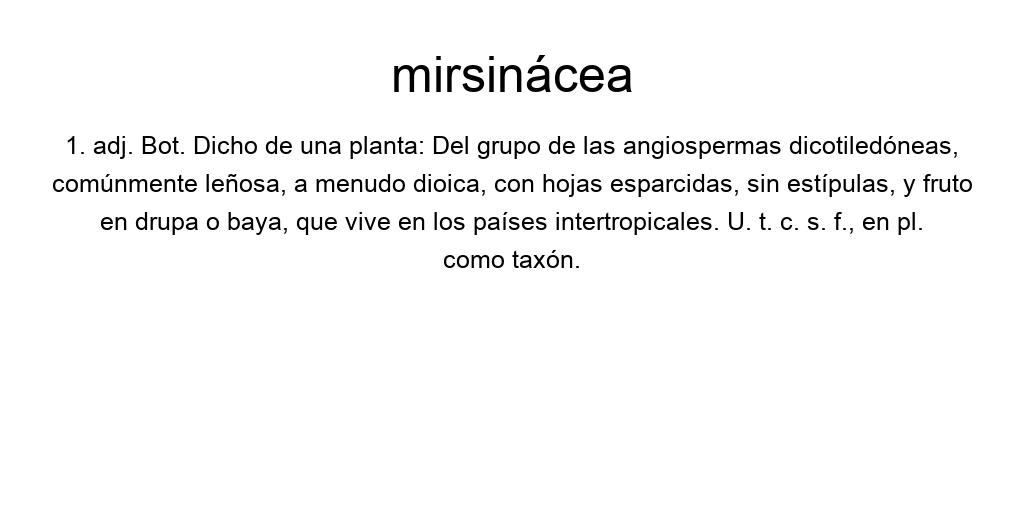 mirsinácea
1. adj. Bot. Dicho de una planta: Del grupo de las angiospermas dicotiledóneas,
comúnmente leñosa, a menudo dioica, con hojas esparcidas, sin estípulas, y fruto
en drupa o baya, que vive en los países intertropicales. U. t. c. s. f., en pl.
como taxón.